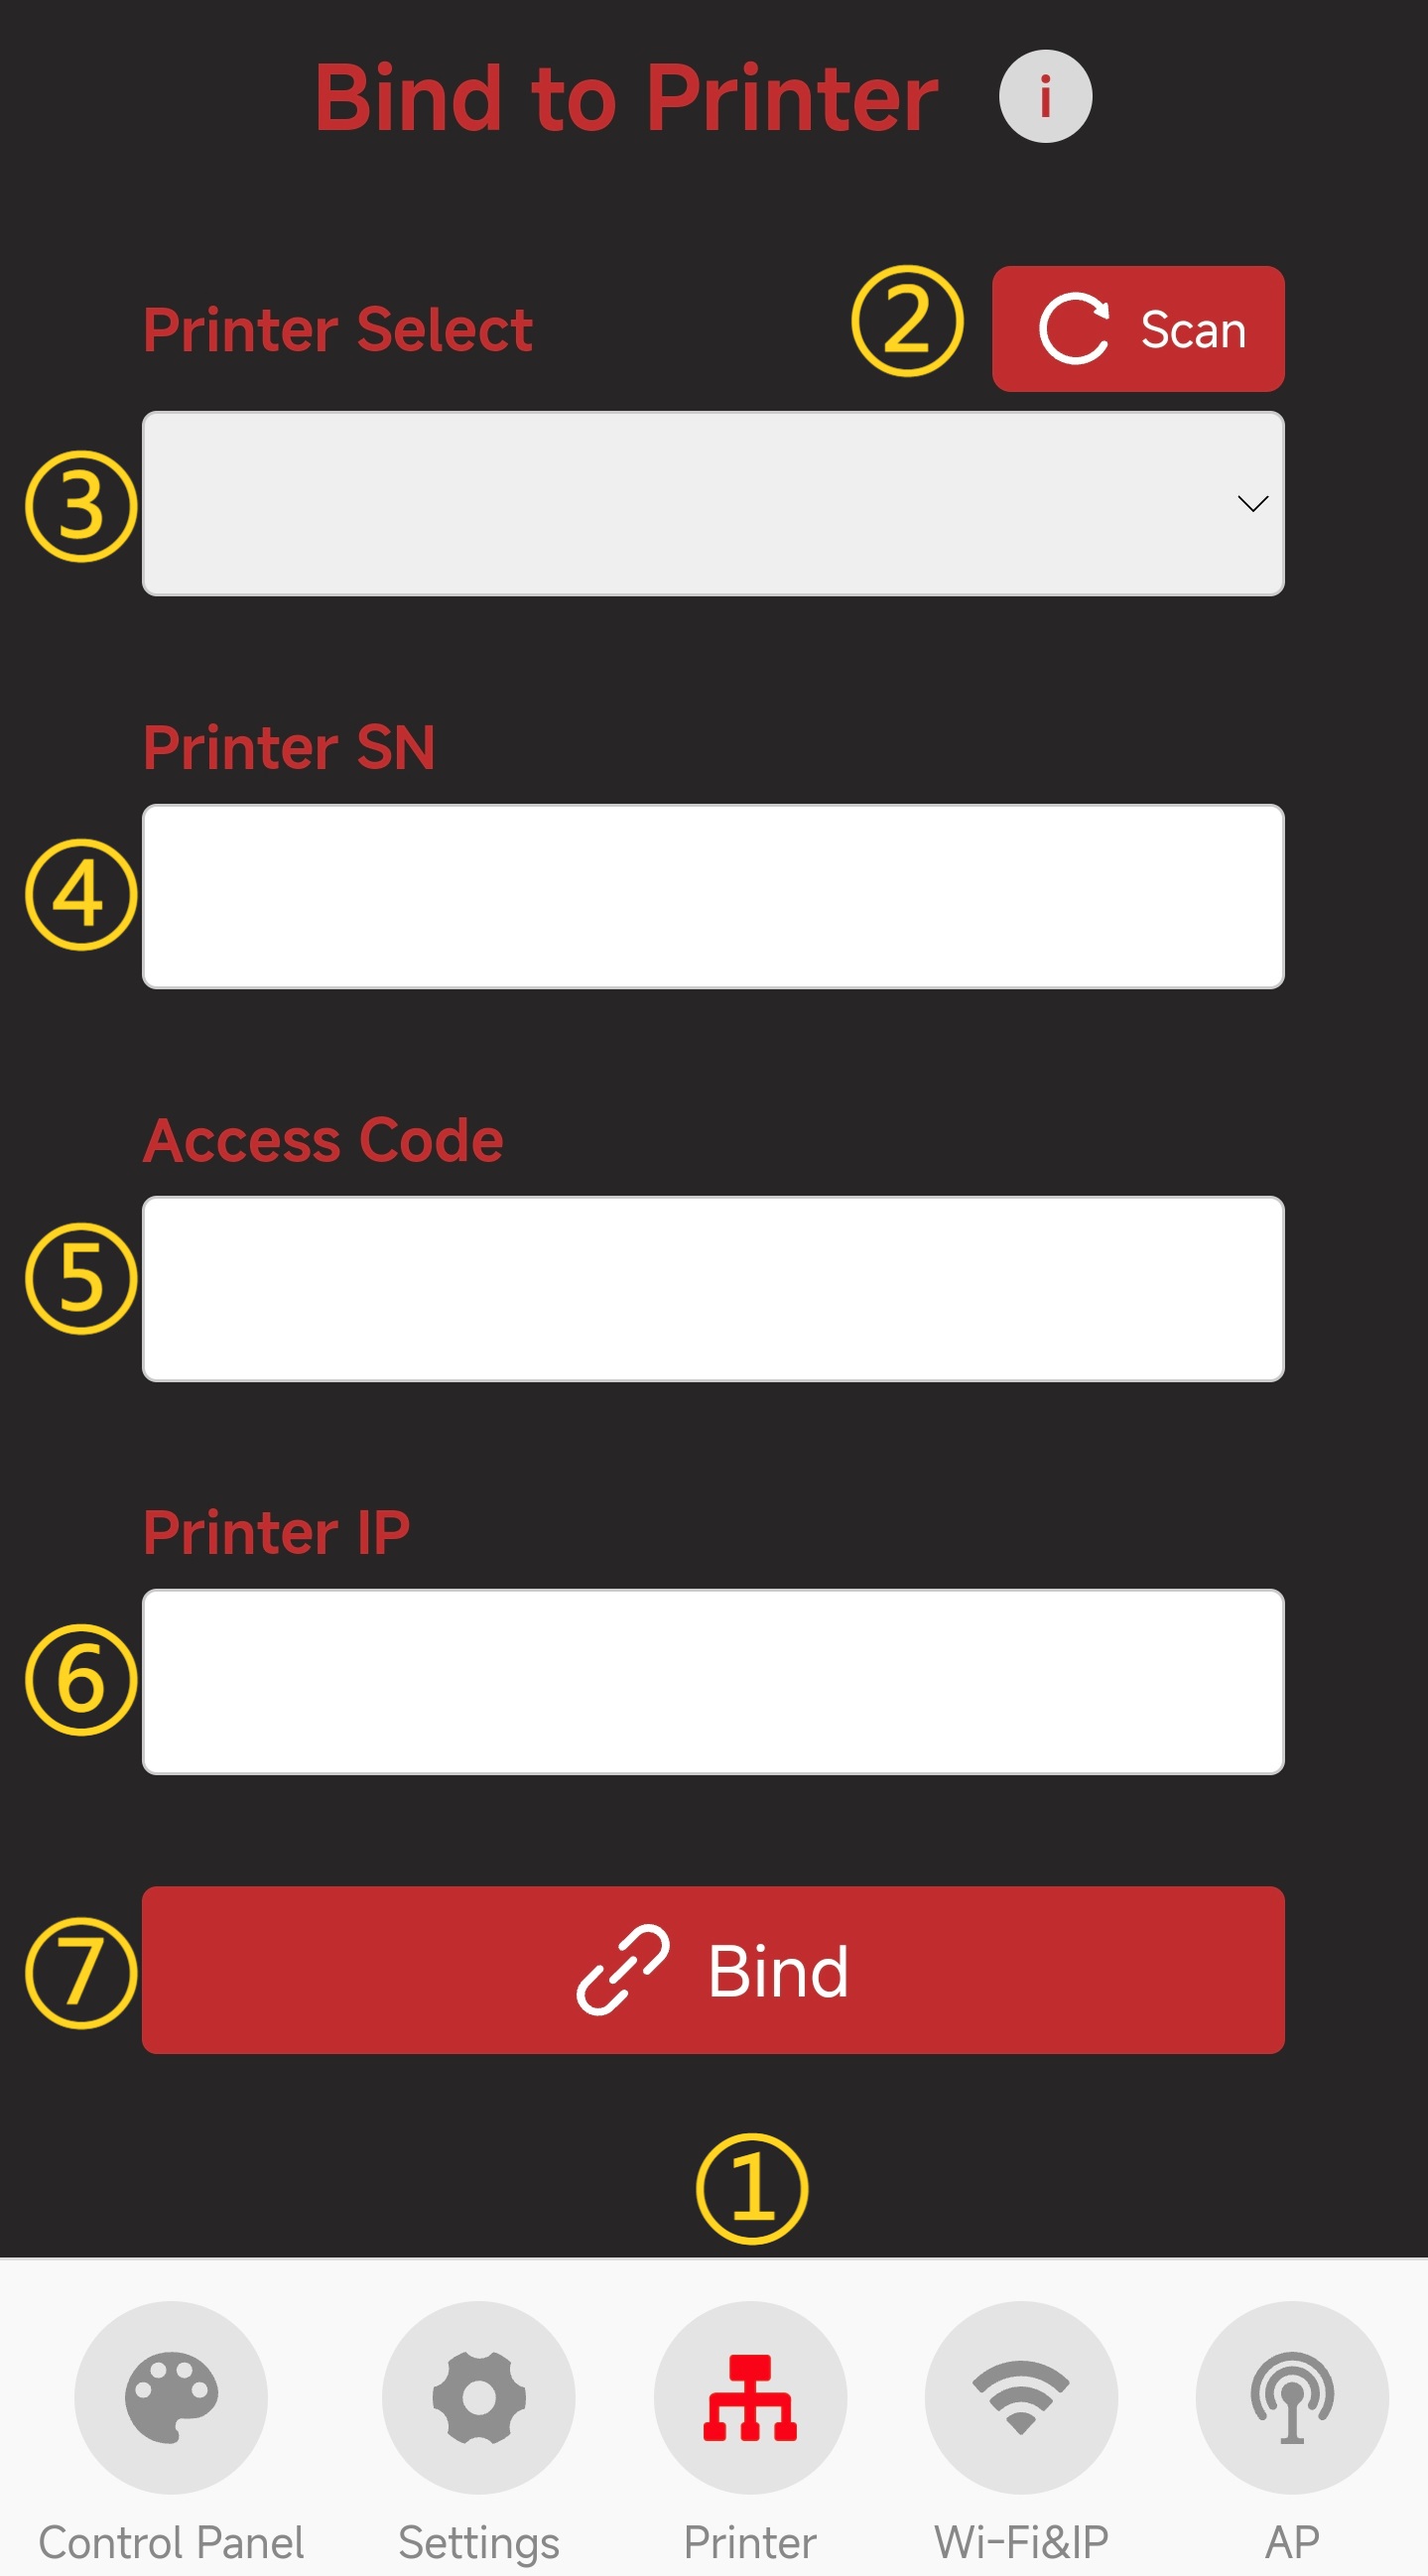 Bind to Printer i
Printer Select ② Scan
③
Printer SN
④
Access Code
⑤
Printer IP
⑥
⑦ Bind
①
Control Panel Settings Printer Wi-Fi&IP AP